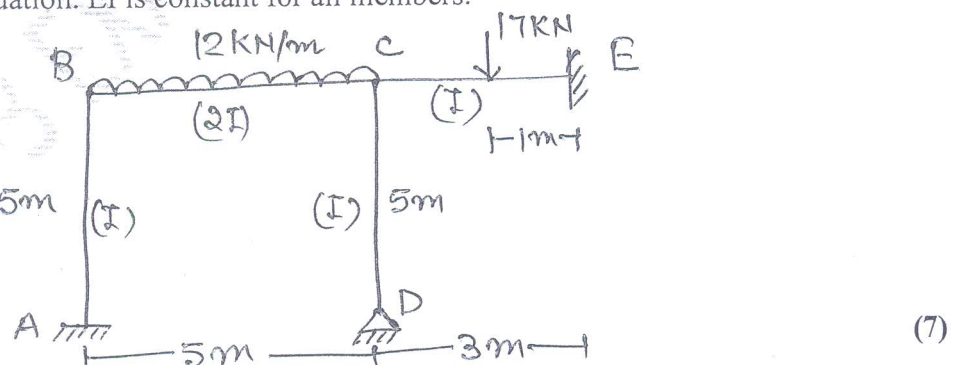 uation. EI is constant for all members.
12KN/m C 17KN E
B
(2I) (I)
1m
5m (I) (I) 5m
A D
(7)
5m 3m